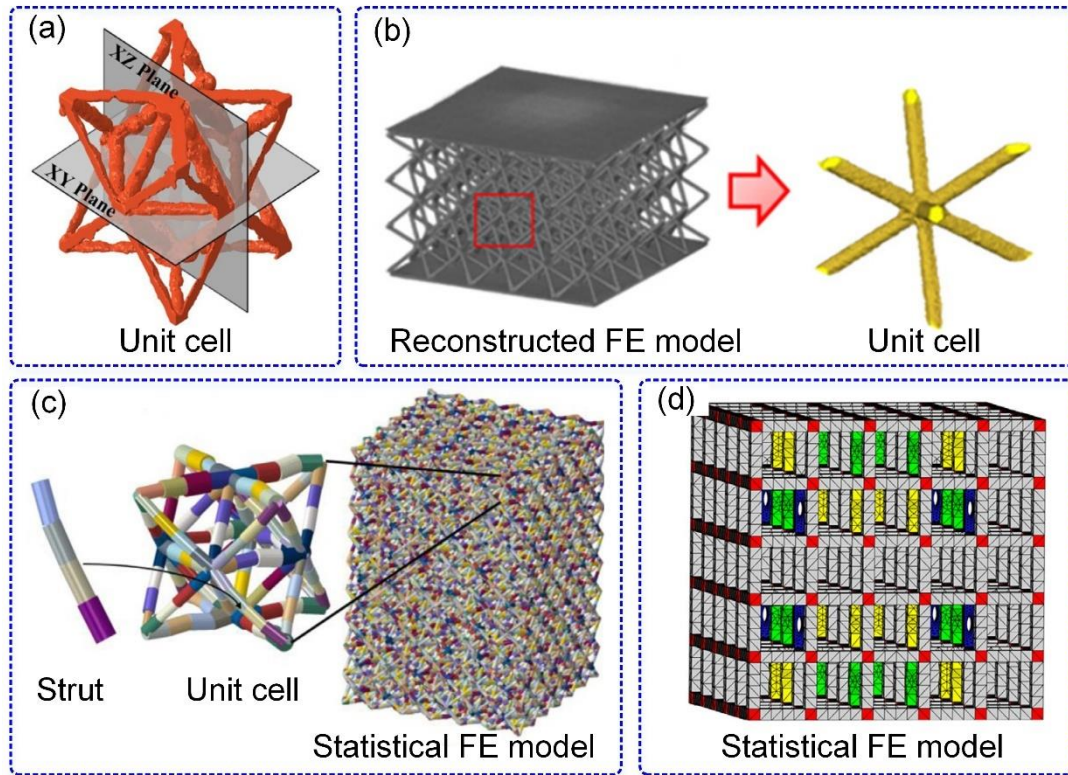 (a)
XZ Plane
XY Plane
Unit cell
(b)
Reconstructed FE model
Unit cell
(c)
Strut
Unit cell
Statistical FE model
(d)
Statistical FE model